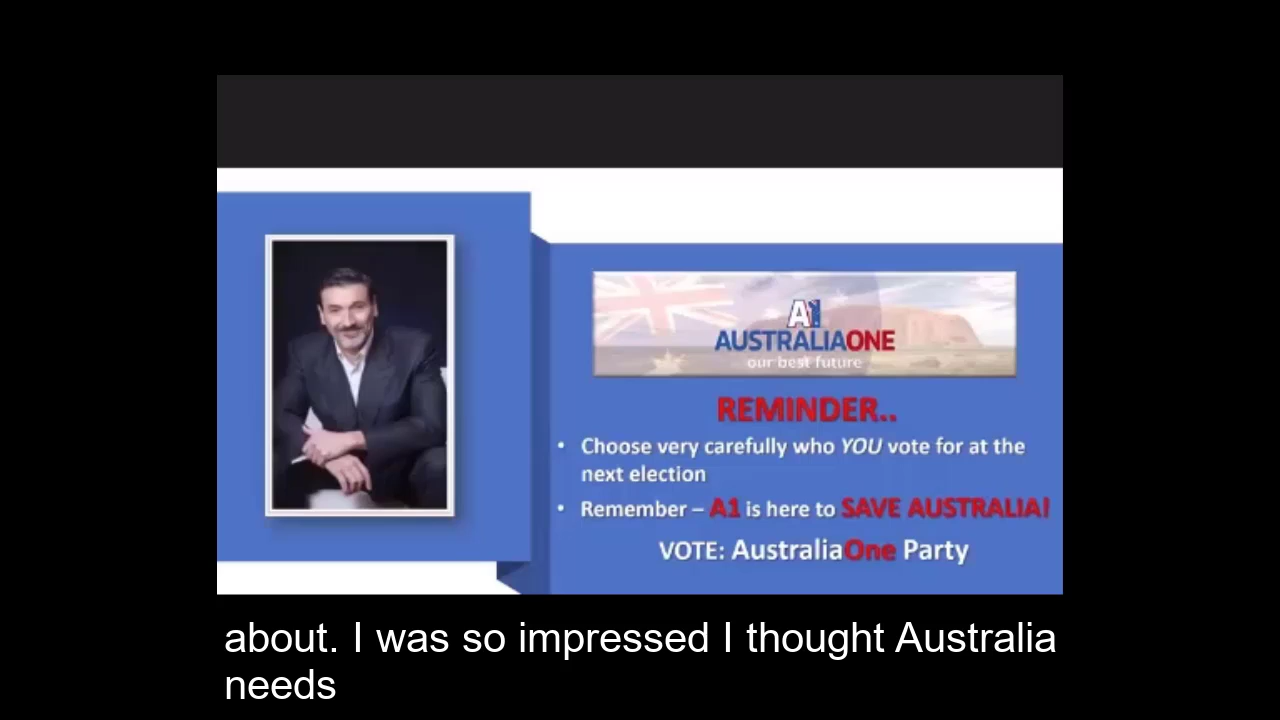 A1
AUSTRALIAONE
our best future
REMINDER..
• Choose very carefully who YOU vote for at the
next election
• Remember – A1 is here to SAVE AUSTRALIA!
VOTE: AustraliaOne Party
about. I was so impressed I thought Australia
needs